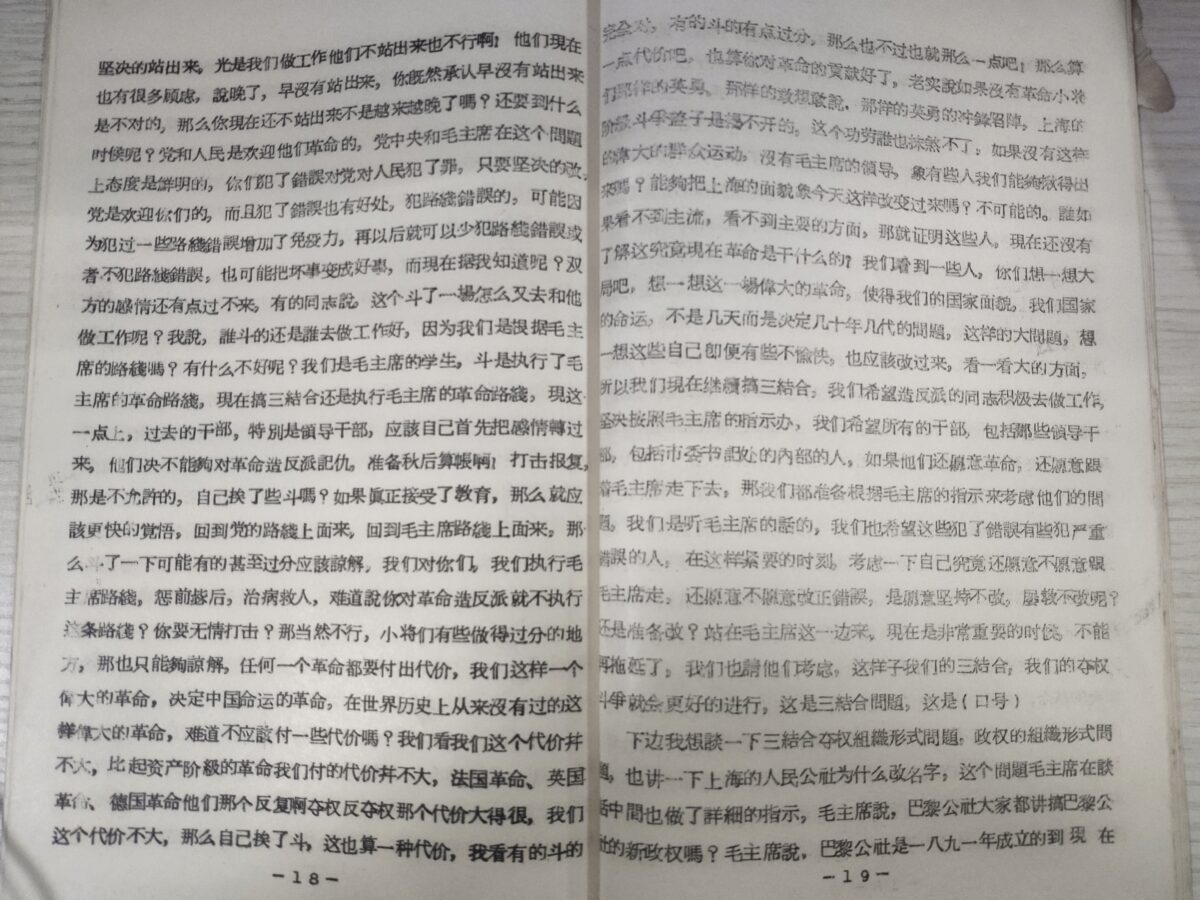 坚决的站出来，光是我们做工作他们不站出来也不行啊！他们現在
也有很多顾虑，說晚了，早沒有站出来，你既然承认早沒有站出来
是不对的，那么你現在还不站出来不是越来越晚了嗎？还要到什么
时候呢？党和人民是欢迎他们革命的，党中央和毛主席在这个問題
上态度是鮮明的，你们犯了錯誤对党对人民犯了罪，只要坚决的改，
党是欢迎你们的，而且犯了錯誤也有好处，犯路綫錯誤的，可能因
为犯过一些路綫錯誤增加了免疫力，再以后就可以少犯路綫錯誤或
者不犯路綫錯誤，也可能把坏事变成好事，而現在据我知道呢？双
方的感情还有点过不来，有的同志說，这个斗了一場怎么又去和他
做工作呢？我說，誰斗的还是誰去做工作好，因为我们是根据毛主
席的路綫嗎？有什么不好呢？我们是毛主席的学生，斗是执行了毛
主席的革命路綫，現在搞三結合还是执行毛主席的革命路綫，現这
一点上，过去的干部，特別是領导干部，应該自己首先把感情轉过
来，他们决不能夠对革命造反派記仇，准备秋后算帳啊！打击报复，
那是不允許的，自己挨了些斗嗎？如果眞正接受了教育，那么就应
該更快的覚悟，回到党的路綫上面来，回到毛主席路綫上面来，那
么斗了一下可能有的甚至过分应該諒解，我们对你们，我们执行毛
主席路綫，惩前毖后，治病救人，难道說你对革命造反派就不执行
这条路綫？你要无情打击？那当然不行，小将们有些做得过分的地
方，那也只能夠諒解，任何一个革命都要付出代价，我们这样一个
偉大的革命，决定中国命运的革命，在世界历史上从来沒有过的这
样偉大的革命，难道不应該付一些代价嗎？我们看我们这个代价幷
不大，比起资产阶級的革命我们付的代价幷不大，法国革命、英国
革命、德国革命他们那个反复啊夺权反夺权那个代价大得很，我们
这个代价不大，那么自己挨了斗，这也算一种代价，我看有的斗的
—18—
完全对，有的斗的有点过分，那么也不过也就那么一点吧！那么算
一点代价吧，也算你对革命的貢献好了，老实說如果沒有革命小将
们那样的英勇，那样的敢想敢說，那样的英勇的冲鋒陷陣，上海的
阶級斗爭盖子是揭不开的，这个功劳誰也抹煞不了；如果沒有这样
的偉大的群众运动，沒有毛主席的領导，象有些人我们能夠揪得出
来嗎？能夠把上海的面貌象今天这样改变过来嗎？不可能的。誰如
果看不到主流，看不到主要的方面，那就证明这些人，現在还沒有
了解这究竟現在革命是干什么的？我们看到一些人，你们想一想大
局吧，想一想这一場偉大的革命，使得我们的国家面貌，我们国家
的命运，不是几天而是决定几十年几代的問題，这样的大問題，想
一想这些自己即便有些不愉快，也应該改过来，看一看大的方面，
所以我们現在继續搞三結合，我们希望造反派的同志积极去做工作，
坚决按照毛主席的指示办，我们希望所有的干部，包括那些領导干
部，包括市委书記处的內部的人，如果他们还愿意革命，还愿意跟
着毛主席走下去，那我们都准备根据毛主席的指示来考虑他们的問
題，我们是听毛主席的話的，我们也希望这些犯了錯誤有些犯严重
錯誤的人，在这样紧要的时刻，考虑一下自己究竟还愿意不愿意跟
毛主席走，还愿意不愿意改正錯誤，是愿意坚持不改，屡教不改呢？
还是准备改？站在毛主席这一边来，現在是非常重要的时候，不能
再拖延了，我们也請他们考虑，这样子我们的三結合，我们的夺权
斗爭就会更好的进行，这是三結合問題，这是（口号）
下边我想談一下三結合夺权組織形式問題，政权的組織形式問
題，也讲一下上海的人民公社为什么改名字，这个問題毛主席在談
話中間也做了詳細的指示，毛主席說，巴黎公社大家都讲搞巴黎公
社的新政权嗎？毛主席說，巴黎公社是一八九一年成立的到現在
—19—